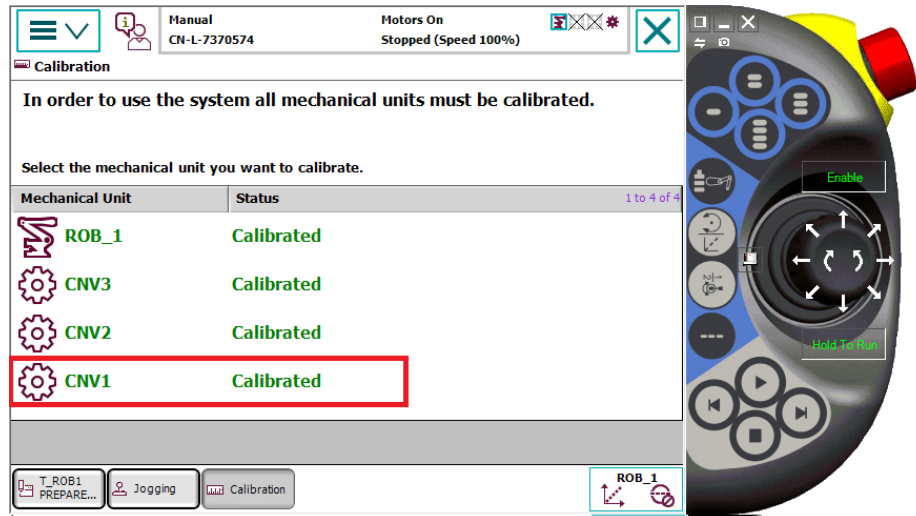 Manual
CN-L-7370574
Motors On
Stopped (Speed 100%)
Calibration
In order to use the system all mechanical units must be calibrated.
Select the mechanical unit you want to calibrate.
Mechanical Unit Status 1 to 4 of 4
ROB_1 Calibrated
CNV3 Calibrated
CNV2 Calibrated
CNV1 Calibrated
T_ROB1
PREPARE...
Jogging
Calibration
ROB_1
Enable
Hold To Run